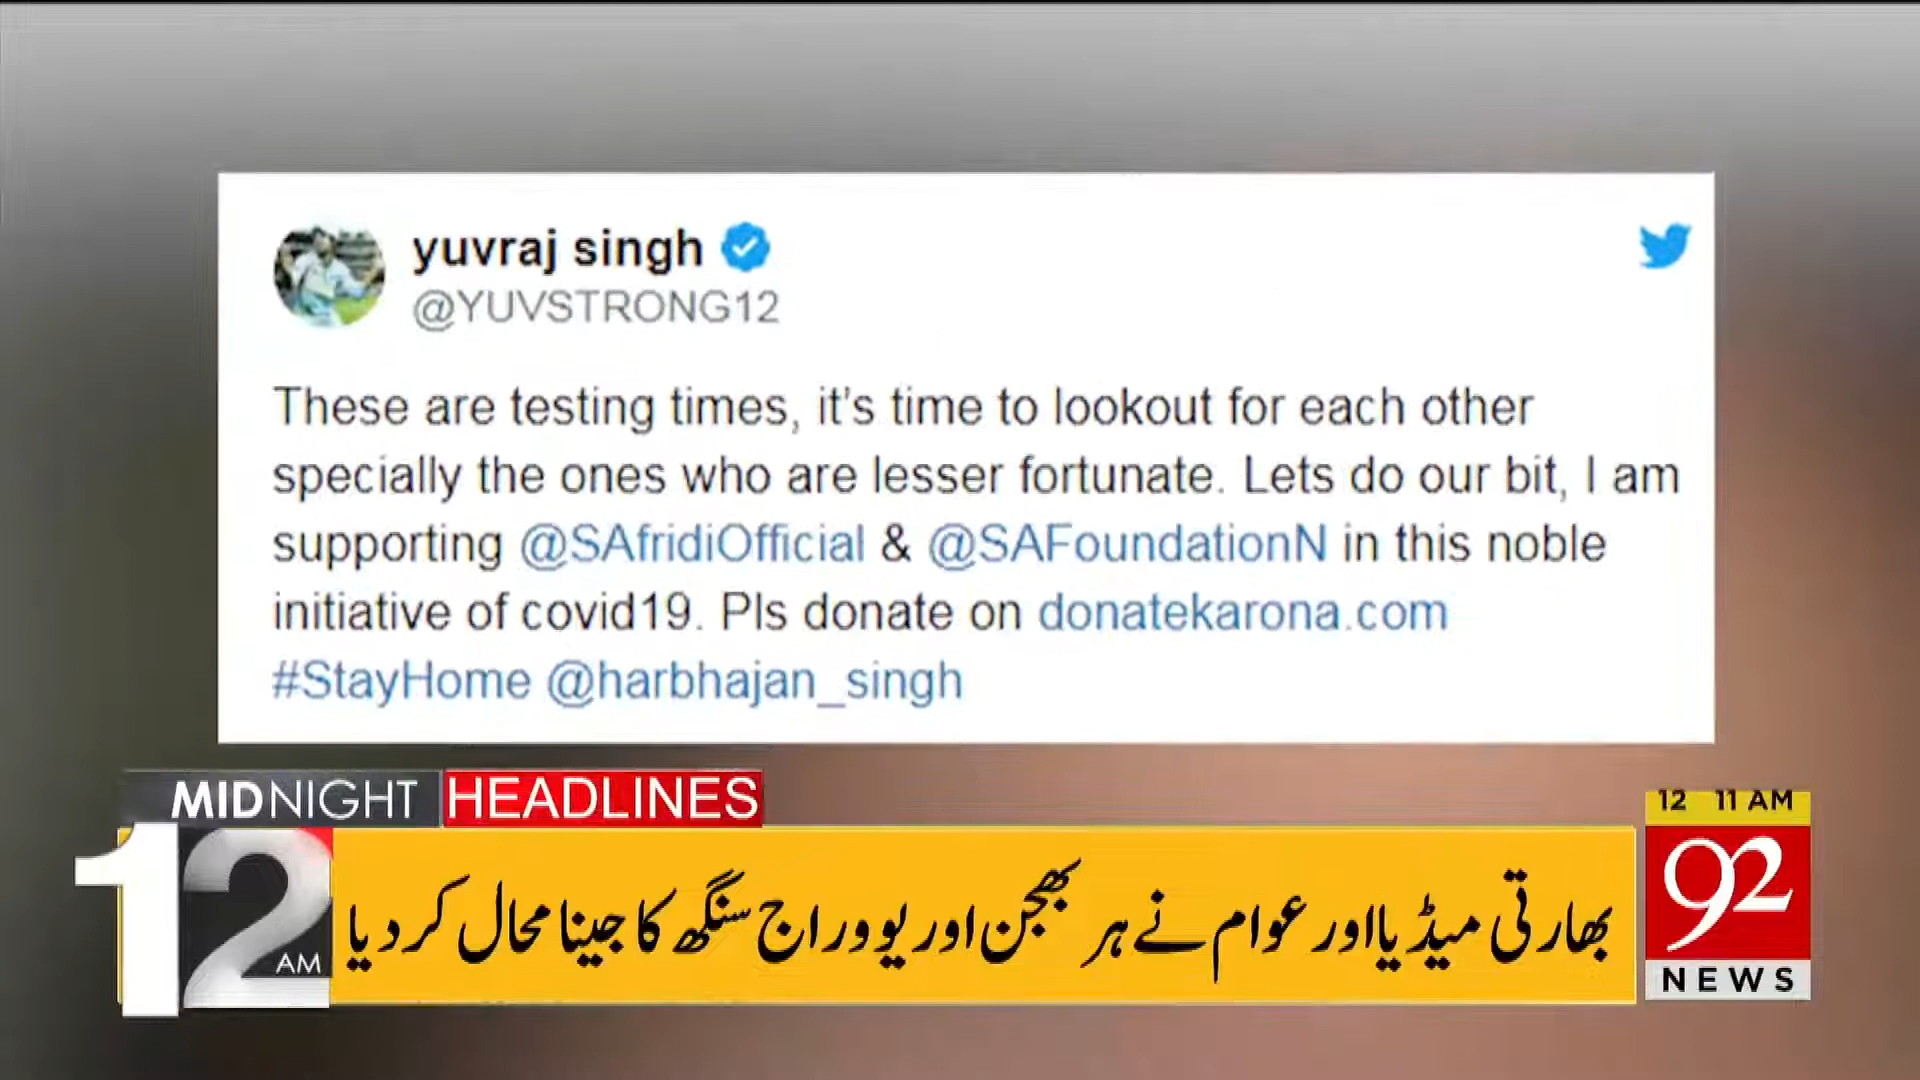 yuvraj singh
@YUVSTRONG12
These are testing times, it's time to lookout for each other
specially the ones who are lesser fortunate. Lets do our bit, I am
supporting @SAfridiOfficial & @SAFoundationN in this noble
initiative of covid19. Pls donate on donatekarona.com
#StayHome @harbhajan_singh
MIDNIGHT HEADLINES
12 AM
بھارتی میڈیا اور عوام نے ہر بھجن اور یووراج سنگھ کا جینا محال کر دیا
12 11 AM
92
NEWS